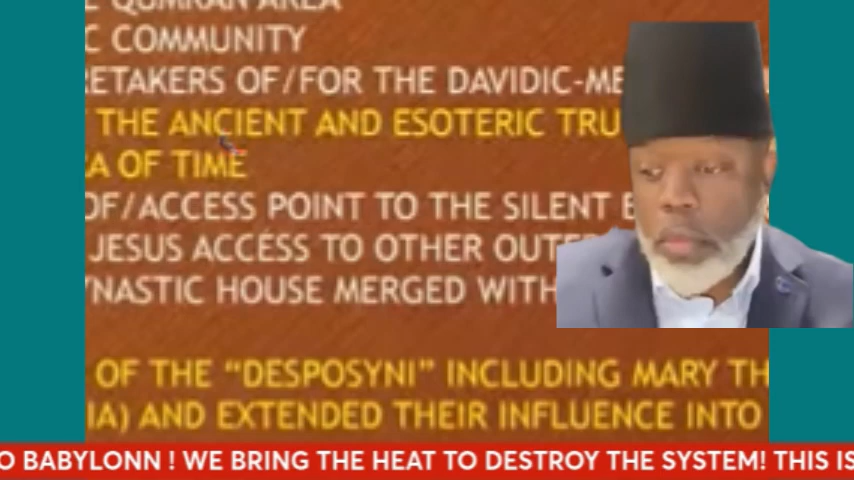 QUMRAN AREA
C COMMUNITY
RETAKERS OF/FOR THE DAVIDIC-ME
THE ANCIENT AND ESOTERIC TRU
RA OF TIME
OF/ACCESS POINT TO THE SILENT
JESUS ACCESS TO OTHER OUTE
YNASTIC HOUSE MERGED WITH
OF THE “DESPOSYNI” INCLUDING MARY TH
IA) AND EXTENDED THEIR INFLUENCE INTO
O BABYLONN ! WE BRING THE HEAT TO DESTROY THE SYSTEM! THIS IS